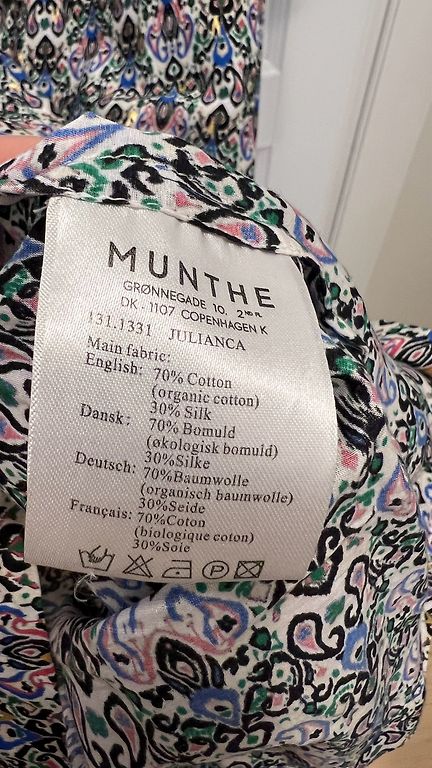 MUNTHE
GRØNNEGADE 10. 2ND FL
DK - 1107 COPENHAGEN K
131.1331 JULIANCA
Main fabric:
English: 70% Cotton
(organic cotton)
30% Silk
Dansk: 70% Bomuld
(økologisk bomuld)
30%Silke
Deutsch: 70%Baumwolle
(organisch baumwolle)
30%Seide
Français: 70%Coton
(biologique coton)
30%Soie
P